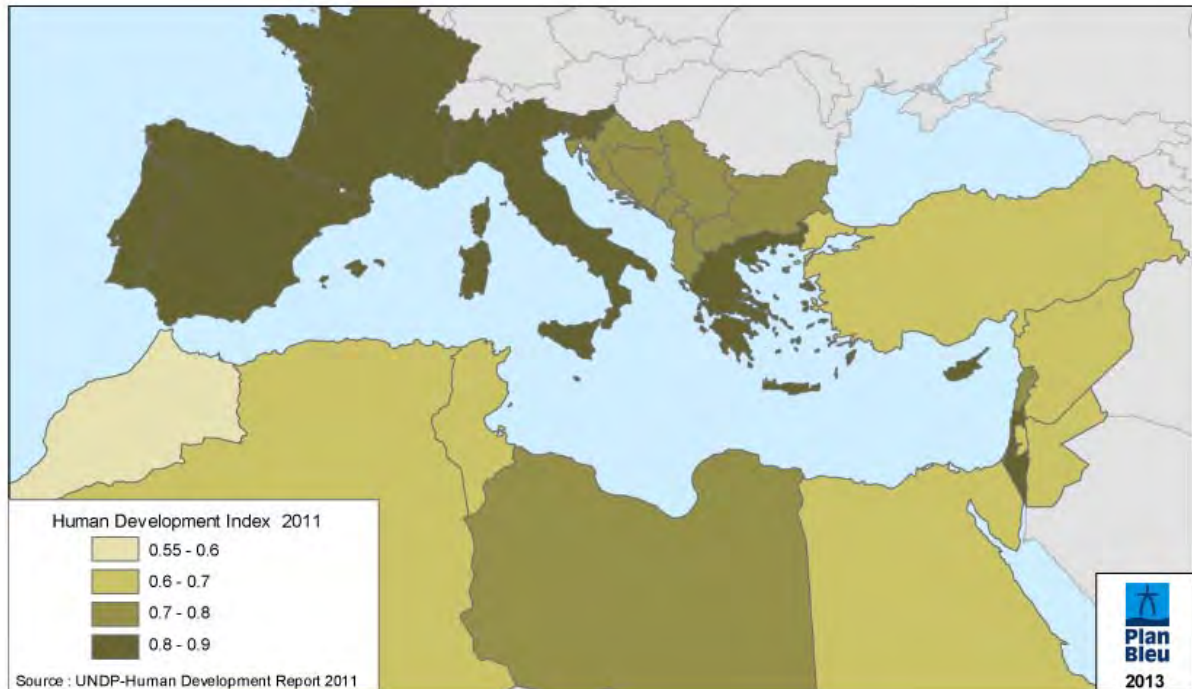 Human Development Index 2011
0.55 - 0.6
0.6 - 0.7
0.7 - 0.8
0.8 - 0.9
Source : UNDP-Human Development Report 2011
Plan
Bleu
2013